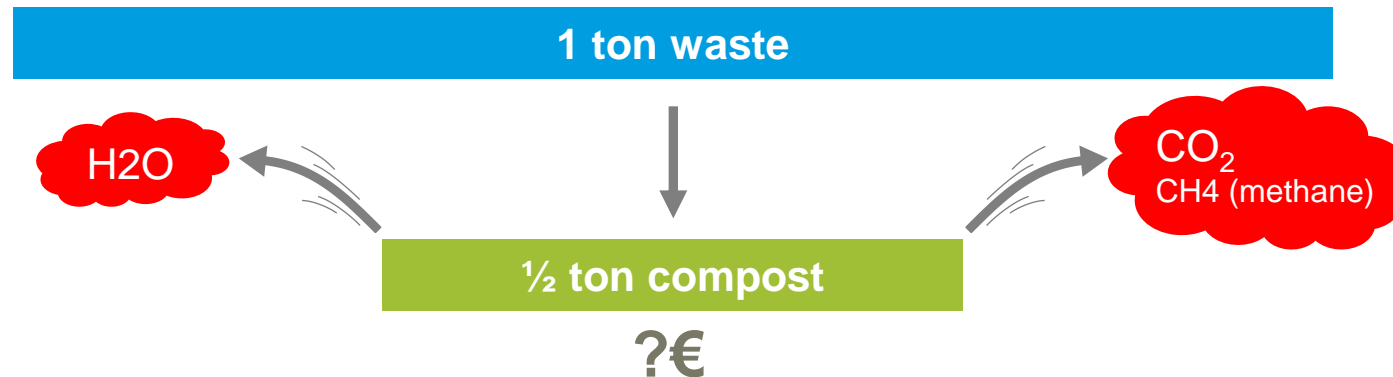 1 ton waste
H2O
CO₂
CH4 (methane)
½ ton compost
?€